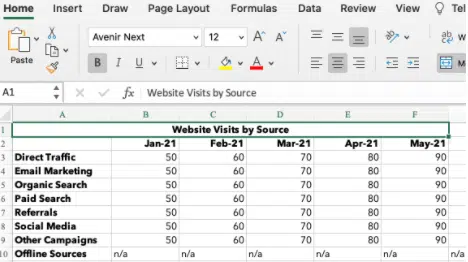 Home Insert Draw Page Layout Formulas Data Review View Tel
Paste Avenir Next 12 A A
B I U A
A1 fx Website Visits by Source
A B C D E F
1 Website Visits by Source
2 Jan-21 Feb-21 Mar-21 Apr-21 May-21
3 Direct Traffic 50 60 70 80 90
4 Email Marketing 50 60 70 80 90
5 Organic Search 50 60 70 80 90
6 Paid Search 50 60 70 80 90
7 Referrals 50 60 70 80 90
8 Social Media 50 60 70 80 90
9 Other Campaigns 50 60 70 80 90
10 Offline Sources n/a n/a n/a n/a n/a n/a